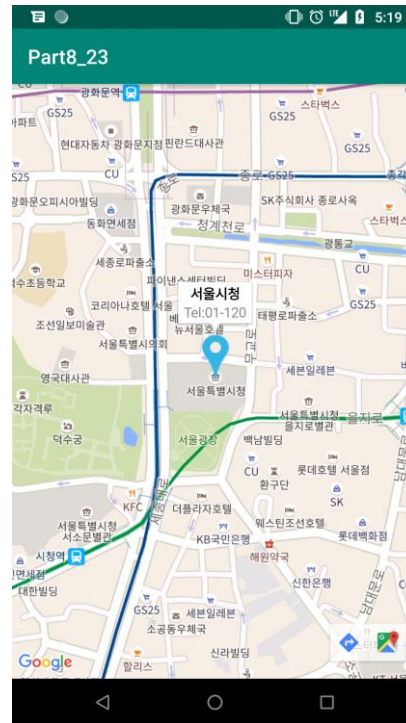 LTE 5:19
Part8_23
CU
광화문역
GS25
스타벅스
현대자동차 광화문지점
핀란드대사관
GS25
S25
CU
종로
종로
GS25
종각
광화문오피시아빌딩
광화문우체국
SK주식회사 종로사옥
동화면세점
청계천로
스타벅스
광통교
세종로파출소
미스터피자
CU
덕수초등학교
파이낸스센터빌딩
코리아나호텔
서울
서울시청
Tel:01-120
태평로파출소
GS25
조선일보미술관
뉴서울호텔
서울특별시의회
영국대사관
세븐일레븐
서울특별시청
서울특별시청
을지로별관
을지로
덕수궁
서울광장
백남빌딩
CU
환구단
롯데호텔 서울점
SK
KFC
더플라자호텔
서울특별시청
서소문별관
웨스틴조선호텔
롯데백화점
KB국민은행
시청역
해원약국
대한빌딩
신한은행
남대문로
GS25
세븐일레븐
소공동우체국
신라빌딩
Google
할리스